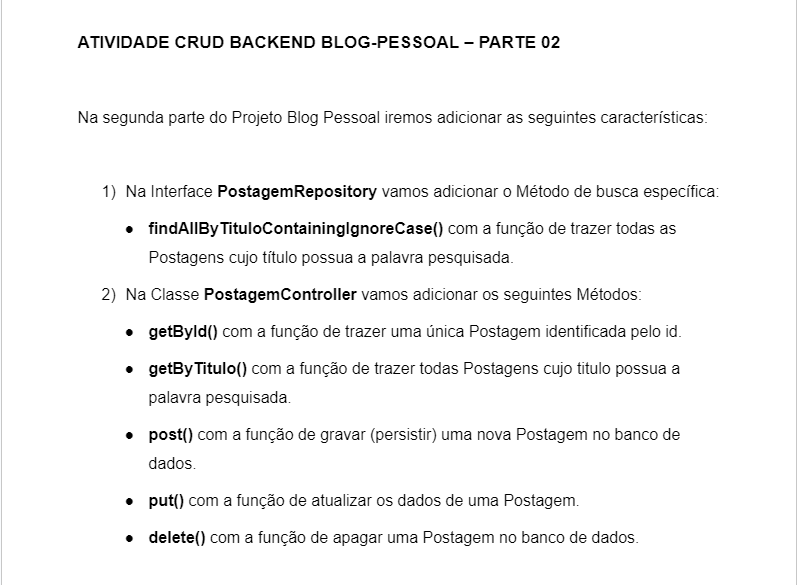 ATIVIDADE CRUD BACKEND BLOG-PESSOAL – PARTE 02
Na segunda parte do Projeto Blog Pessoal iremos adicionar as seguintes características:
1) Na Interface PostagemRepository vamos adicionar o Método de busca específica:
● findAllByTituloContainingIgnoreCase() com a função de trazer todas as
Postagens cujo título possua a palavra pesquisada.
2) Na Classe PostagemController vamos adicionar os seguintes Métodos:
● getById() com a função de trazer uma única Postagem identificada pelo id.
● getByTitulo() com a função de trazer todas Postagens cujo titulo possua a
palavra pesquisada.
● post() com a função de gravar (persistir) uma nova Postagem no banco de
dados.
● put() com a função de atualizar os dados de uma Postagem.
● delete() com a função de apagar uma Postagem no banco de dados.